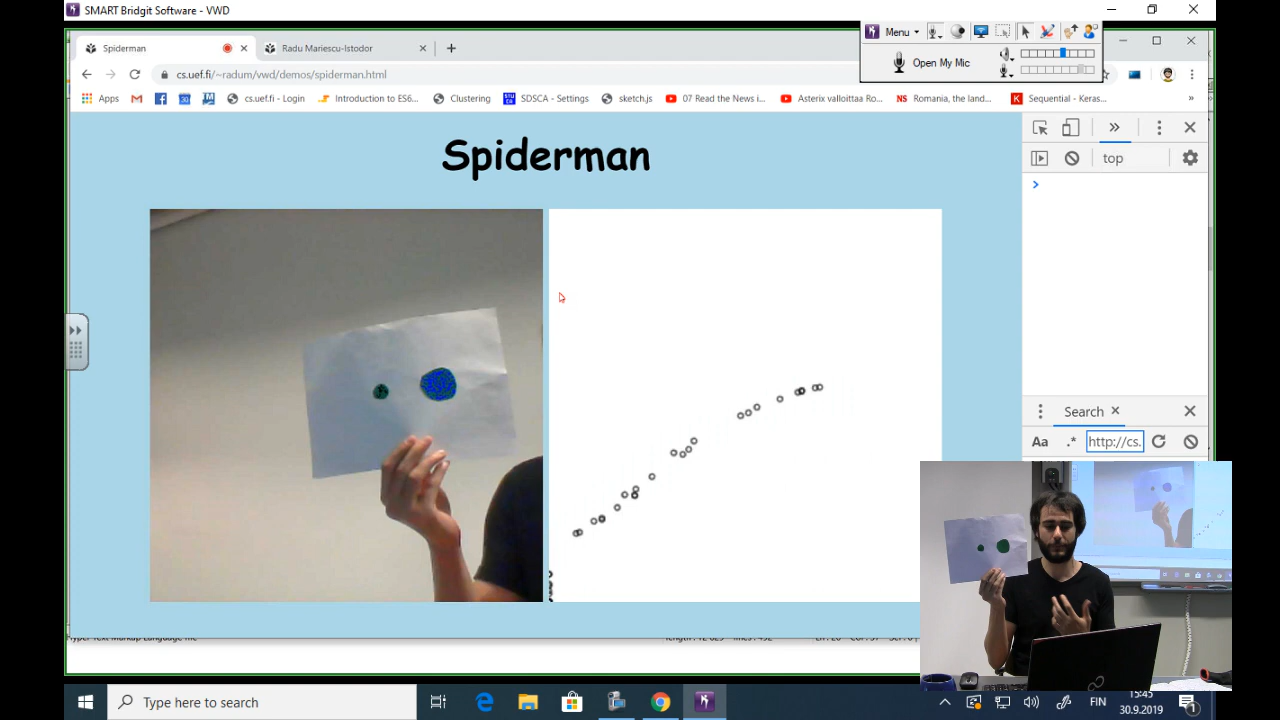 SMART Bridgit Software - VWD
Menu
Open My Mic
Spiderman
Radu Mariescu-Istodor
cs.uef.fi/~radum/vwd/demos/spiderman.html
Apps
cs.uef.fi - Login
Introduction to ES6...
Clustering
SDSCA - Settings
sketch.js
07 Read the News i...
Asterix valloittaa Ro...
NS Romania, the land...
Sequential - Keras...
»
Spiderman
top
Search
Aa
.*
http://cs.
Type here to search
FIN
15:45
30.9.2019
1